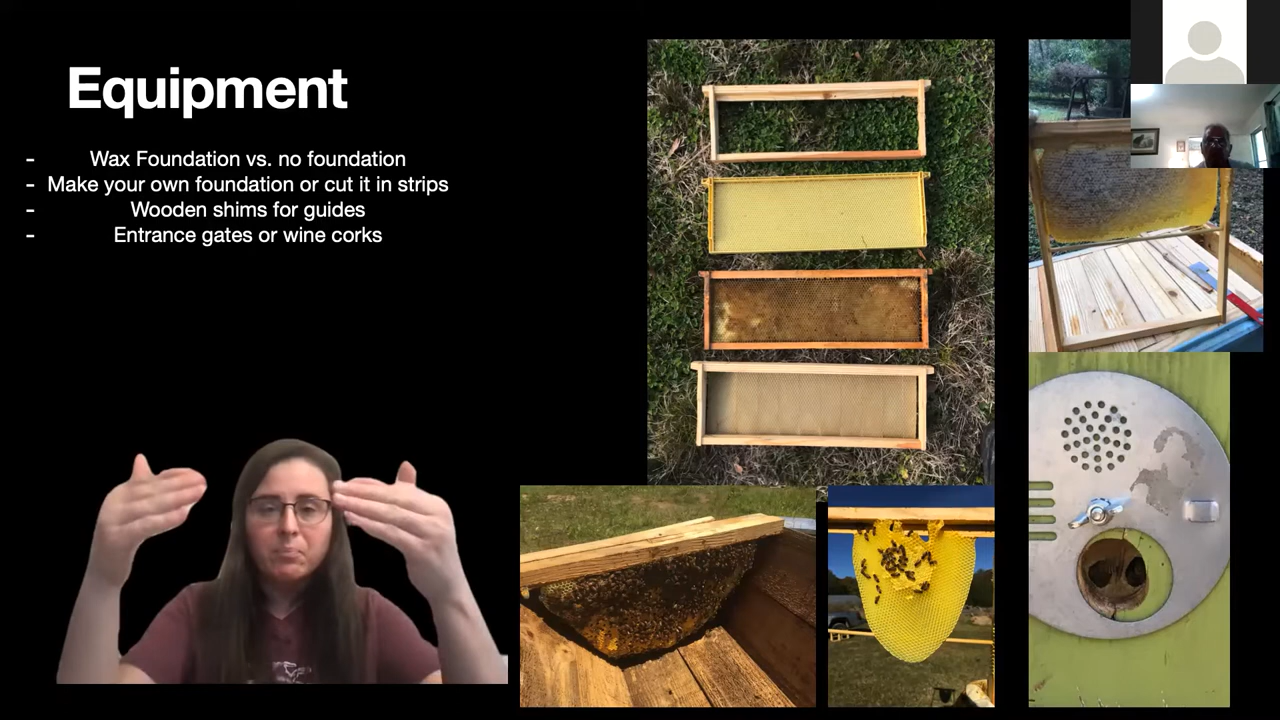 Equipment
- Wax Foundation vs. no foundation
- Make your own foundation or cut it in strips
- Wooden shims for guides
- Entrance gates or wine corks